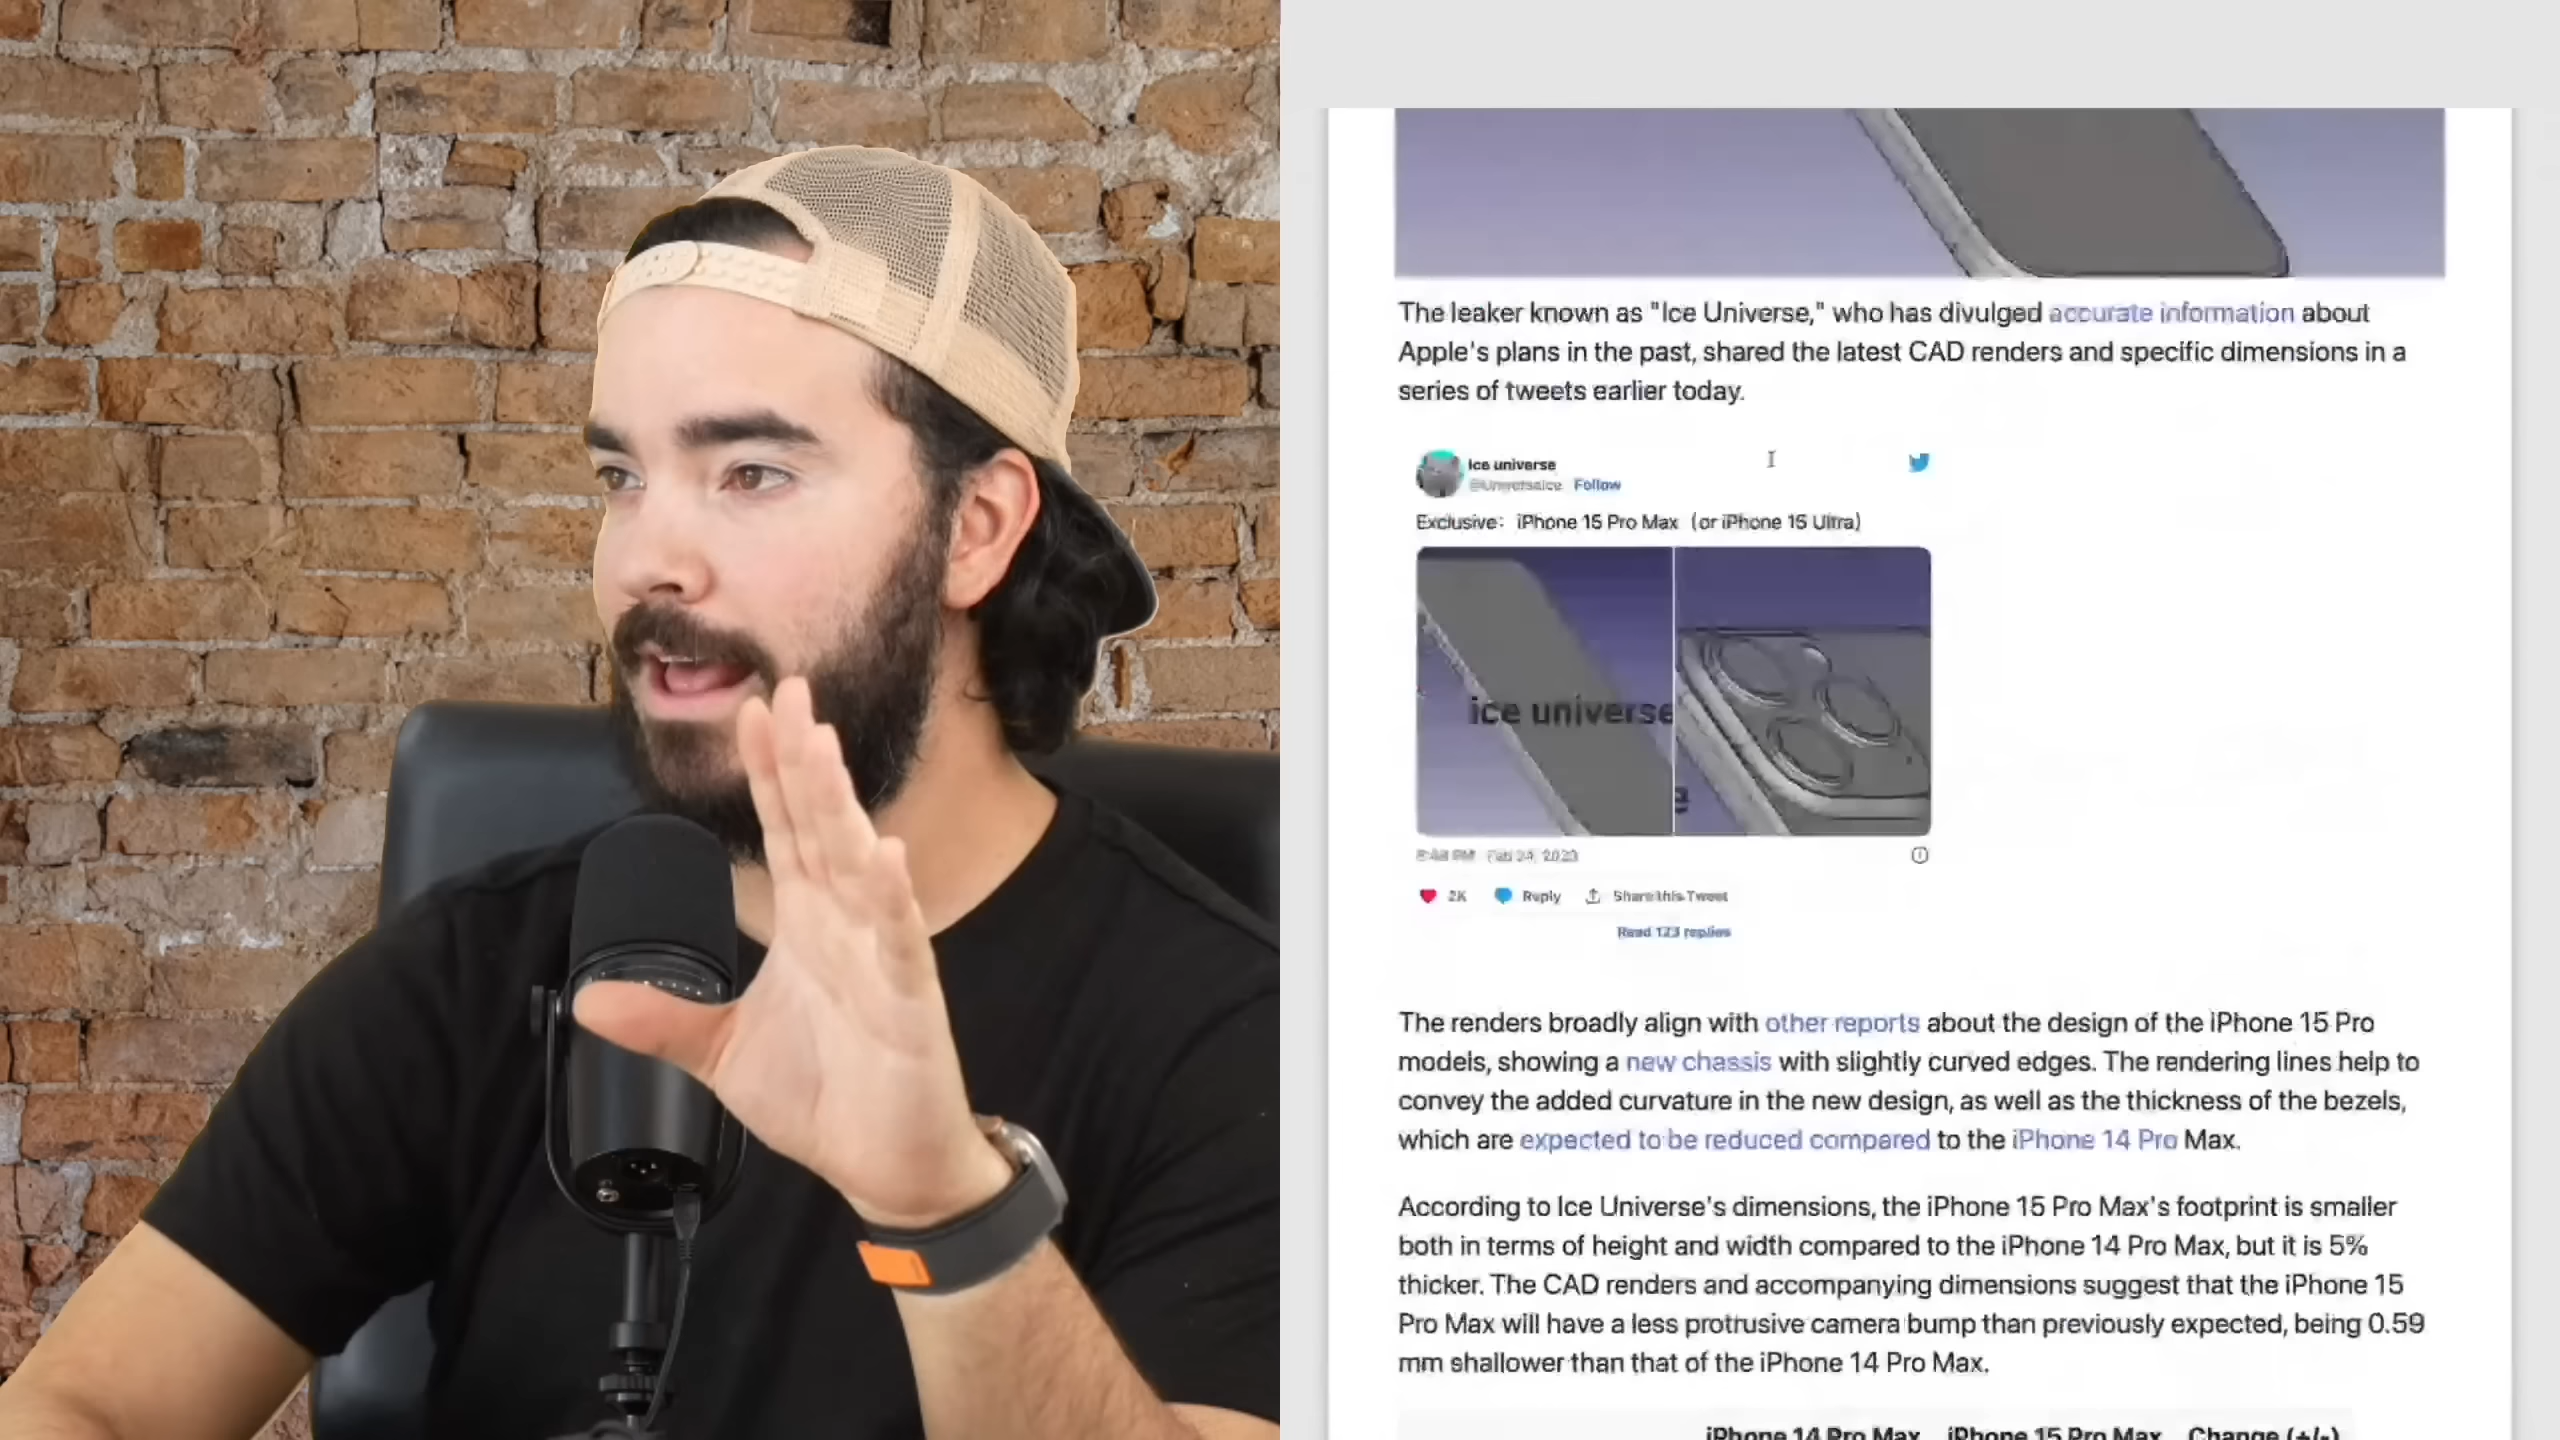 The leaker known as "Ice Universe," who has divulged accurate information about
Apple's plans in the past, shared the latest CAD renders and specific dimensions in a
series of tweets earlier today.
Ice universe
@UniverseIce Follow
Exclusive: iPhone 15 Pro Max (or iPhone 15 Ultra)
ice universe
Feb 24, 2023
2K Reply Share this Tweet
Read 123 replies
The renders broadly align with other reports about the design of the iPhone 15 Pro
models, showing a new chassis with slightly curved edges. The rendering lines help to
convey the added curvature in the new design, as well as the thickness of the bezels,
which are expected to be reduced compared to the iPhone 14 Pro Max.
According to Ice Universe's dimensions, the iPhone 15 Pro Max's footprint is smaller
both in terms of height and width compared to the iPhone 14 Pro Max, but it is 5%
thicker. The CAD renders and accompanying dimensions suggest that the iPhone 15
Pro Max will have a less protrusive camera bump than previously expected, being 0.59
mm shallower than that of the iPhone 14 Pro Max.
iPhone 14 Pro Max iPhone 15 Pro Max Change (+/-)